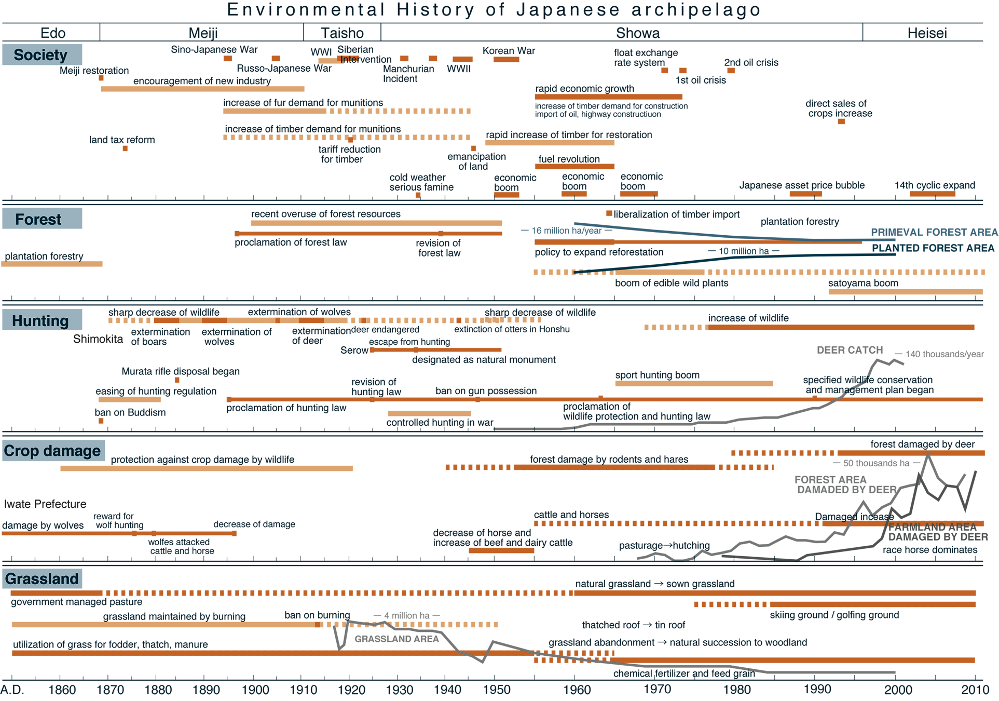 Environmental History of Japanese archipelago
Edo
Meiji
Taisho
Showa
Heisei
Society
Sino-Japanese War
WWI
Siberian
Intervention
Korean War
float exchange
rate system
2nd oil crisis
Meiji restoration
Russo-Japanese War
Manchurian
Incident
WWII
1st oil crisis
encouragement of new industry
rapid economic growth
increase of fur demand for munitions
increase of timber demand for construction
import of oil, highway constructiuon
direct sales of
crops increase
increase of timber demand for munitions
rapid increase of timber for restoration
land tax reform
tariff reduction
for timber
emancipation
of land
fuel revolution
cold weather
serious famine
economic
boom
economic
boom
economic
boom
Japanese asset price bubble
14th cyclic expand
Forest
recent overuse of forest resources
liberalization of timber import
plantation forestry
— 16 million ha/year —
PRIMEVAL FOREST AREA
proclamation of forest law
revision of
forest law
policy to expand reforestation
— 10 million ha —
PLANTED FOREST AREA
plantation forestry
boom of edible wild plants
satoyama boom
Hunting
sharp decrease of wildlife
extermination of wolves
sharp decrease of wildlife
increase of wildlife
Shimokita
extermination
of boars
extermination of
wolves
extermination
of deer
deer endangered
extinction of otters in Honshu
Serow
escape from hunting
designated as natural monument
DEER CATCH
— 140 thousands/year
Murata rifle disposal began
sport hunting boom
easing of hunting regulation
revision of
hunting law
ban on gun possession
specified wildlife conservation
and management plan began
ban on Buddism
proclamation of hunting law
proclamation of
wildlife protection and hunting law
controlled hunting in war
Crop damage
forest damaged by deer
protection against crop damage by wildlife
forest damage by rodents and hares
— 50 thousands ha —
FOREST AREA
DAMADED BY DEER
Iwate Prefecture
damage by wolves
reward for
wolf hunting
decrease of damage
cattle and horses
Damaged incease
wolfes attacked
cattle and horse
decrease of horse and
increase of beef and dairy cattle
FARMLAND AREA
DAMAGED BY DEER
pasturage→hutching
race horse dominates
Grassland
natural grassland → sown grassland
government managed pasture
skiing ground / golfing ground
grassland maintained by burning
ban on burning
— 4 million ha —
thatched roof → tin roof
GRASSLAND AREA
utilization of grass for fodder, thatch, manure
grassland abandonment → natural succession to woodland
chemical fertilizer and feed grain
A.D. 1860 1870 1880 1890 1900 1910 1920 1930 1940 1950 1960 1970 1980 1990 2000 2010